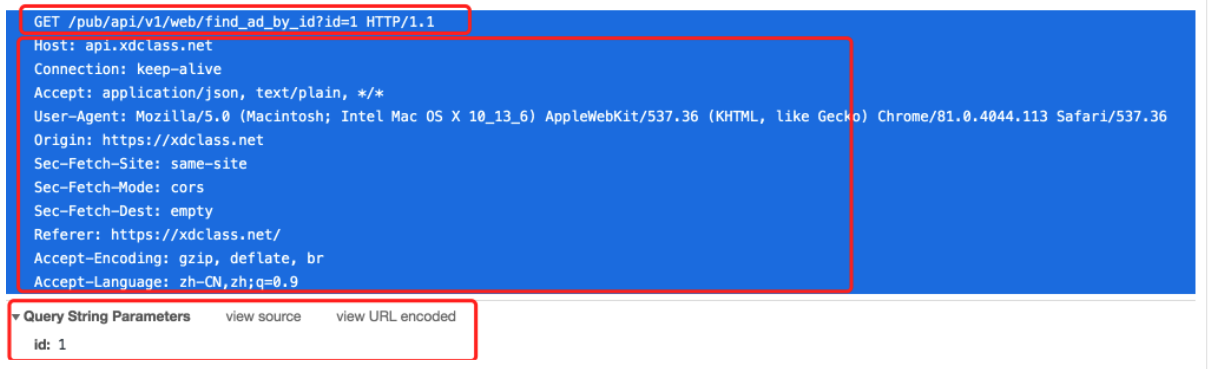 GET /pub/api/v1/web/find_ad_by_id?id=1 HTTP/1.1
Host: api.xdclass.net
Connection: keep-alive
Accept: application/json, text/plain, */*
User-Agent: Mozilla/5.0 (Macintosh; Intel Mac OS X 10_13_6) AppleWebKit/537.36 (KHTML, like Gecko) Chrome/81.0.4044.113 Safari/537.36
Origin: https://xdclass.net
Sec-Fetch-Site: same-site
Sec-Fetch-Mode: cors
Sec-Fetch-Dest: empty
Referer: https://xdclass.net/
Accept-Encoding: gzip, deflate, br
Accept-Language: zh-CN,zh;q=0.9
Query String Parameters view source view URL encoded
id: 1